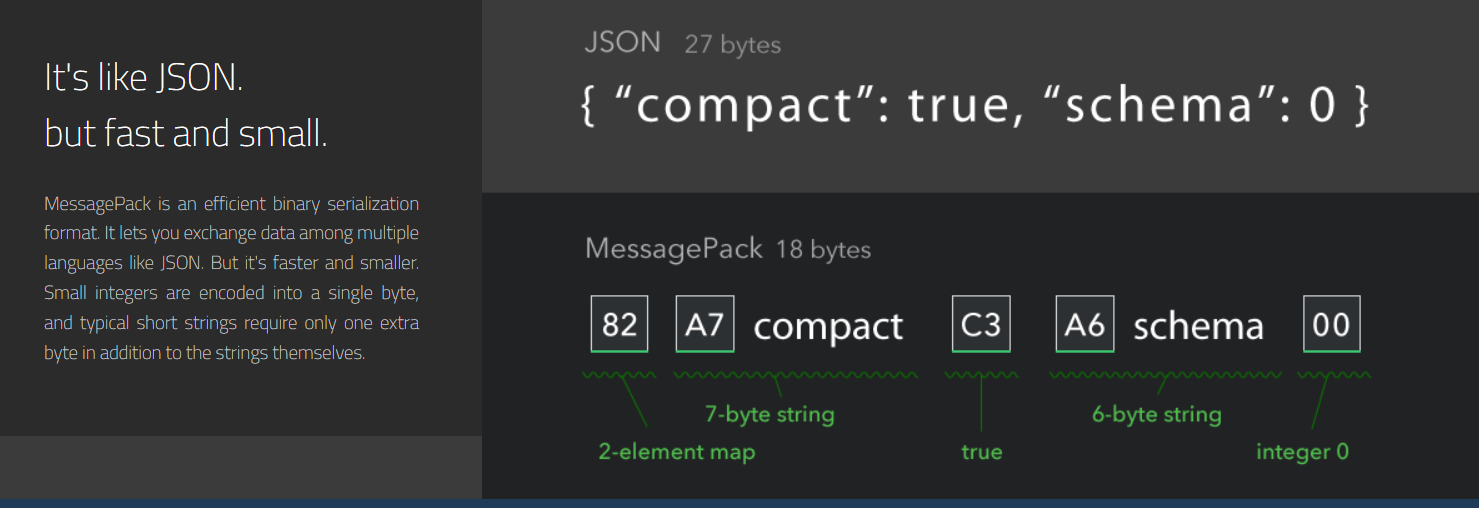 It's like JSON.
but fast and small.
MessagePack is an efficient binary serialization
format. It lets you exchange data among multiple
languages like JSON. But it's faster and smaller.
Small integers are encoded into a single byte,
and typical short strings require only one extra
byte in addition to the strings themselves.
JSON 27 bytes
{ “compact”: true, “schema”: 0 }
MessagePack 18 bytes
82 A7 compact C3 A6 schema 00
7-byte string 6-byte string
2-element map true integer 0